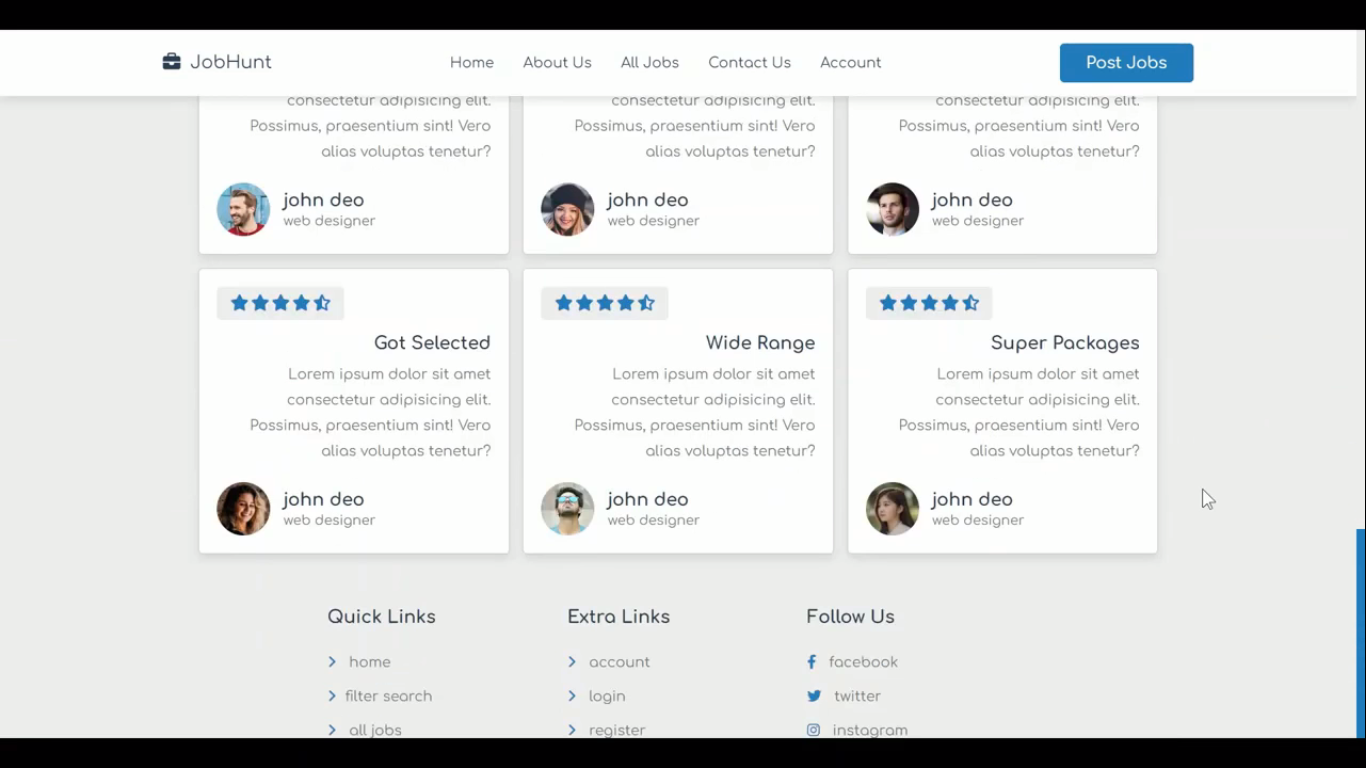 JobHunt Home About Us All Jobs Contact Us Account Post Jobs
consectetur adipisicing elit. consectetur adipisicing elit. consectetur adipisicing elit.
Possimus, praesentium sint! Vero Possimus, praesentium sint! Vero Possimus, praesentium sint! Vero
alias voluptas tenetur? alias voluptas tenetur? alias voluptas tenetur?
john deo john deo john deo
web designer web designer web designer
Got Selected Wide Range Super Packages
Lorem ipsum dolor sit amet Lorem ipsum dolor sit amet Lorem ipsum dolor sit amet
consectetur adipisicing elit. consectetur adipisicing elit. consectetur adipisicing elit.
Possimus, praesentium sint! Vero Possimus, praesentium sint! Vero Possimus, praesentium sint! Vero
alias voluptas tenetur? alias voluptas tenetur? alias voluptas tenetur?
john deo john deo john deo
web designer web designer web designer
Quick Links Extra Links Follow Us
home account facebook
filter search login twitter
all jobs register instagram